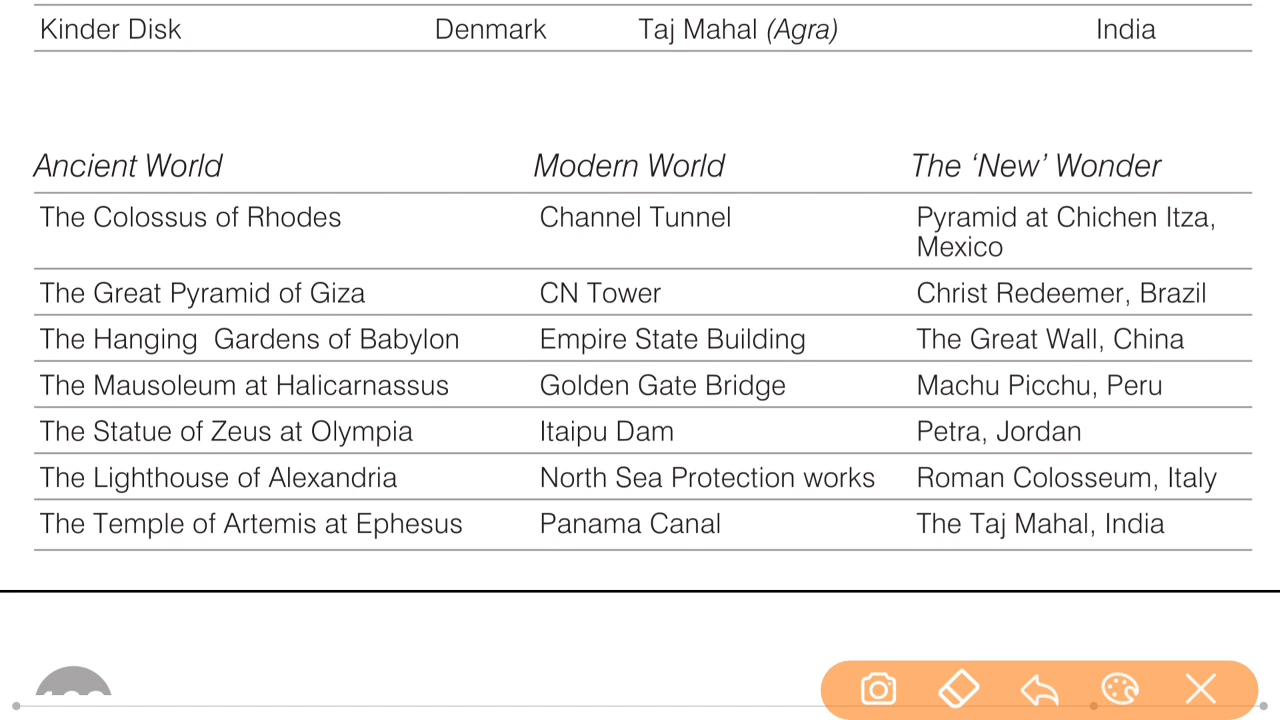 Kinder Disk Denmark Taj Mahal (Agra) India
Ancient World Modern World The ‘New’ Wonder
The Colossus of Rhodes Channel Tunnel Pyramid at Chichen Itza,
Mexico
The Great Pyramid of Giza CN Tower Christ Redeemer, Brazil
The Hanging Gardens of Babylon Empire State Building The Great Wall, China
The Mausoleum at Halicarnassus Golden Gate Bridge Machu Picchu, Peru
The Statue of Zeus at Olympia Itaipu Dam Petra, Jordan
The Lighthouse of Alexandria North Sea Protection works Roman Colosseum, Italy
The Temple of Artemis at Ephesus Panama Canal The Taj Mahal, India